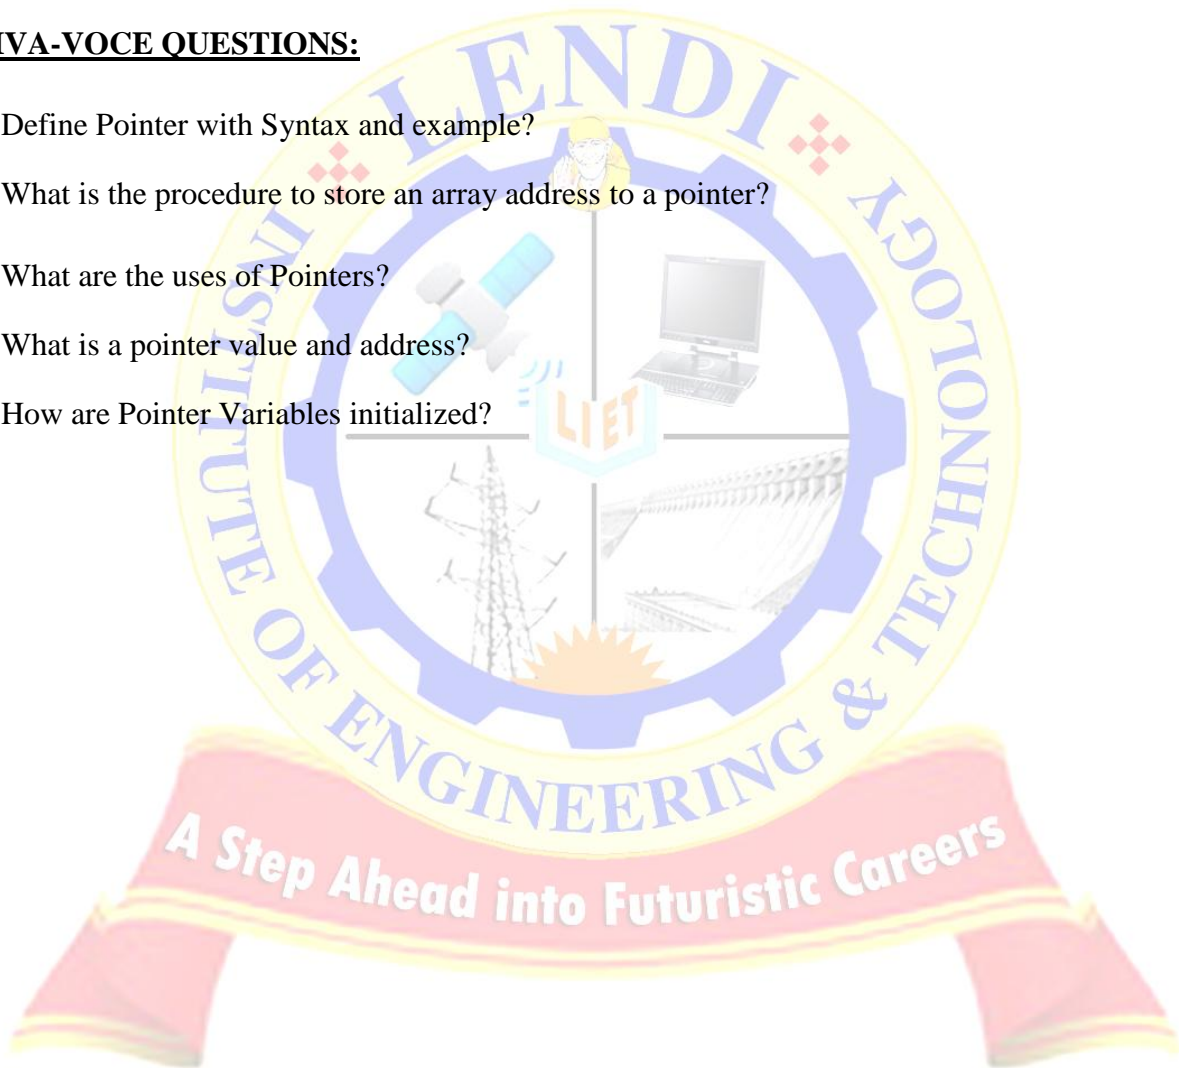 IVA-VOCE QUESTIONS:
Define Pointer with Syntax and example?
What is the procedure to store an array address to a pointer?
What are the uses of Pointers?
What is a pointer value and address?
How are Pointer Variables initialized?
LENDI INSTITUTE OF ENGINEERING & TECHNOLOGY
LIET
A Step Ahead into Futuristic Careers